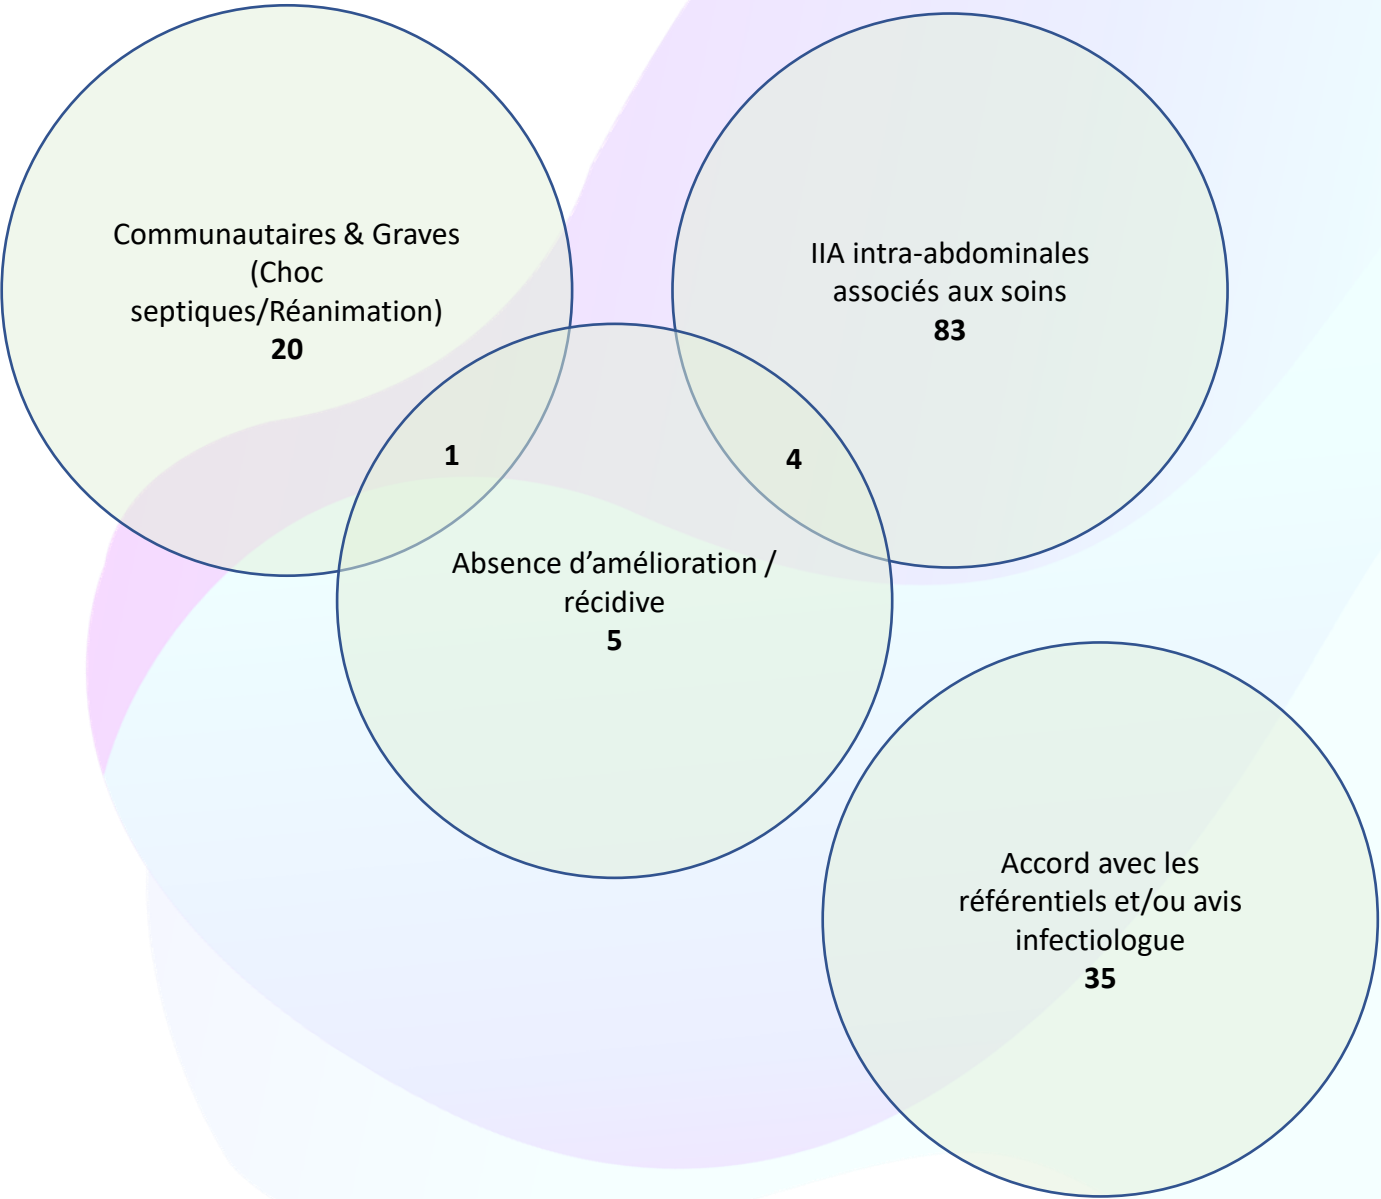 Communautaires & Graves
(Choc
septiques/Réanimation)
20
IIA intra-abdominales
associés aux soins
83
1
4
Absence d’amélioration /
récidive
5
Accord avec les
référentiels et/ou avis
infectiologue
35